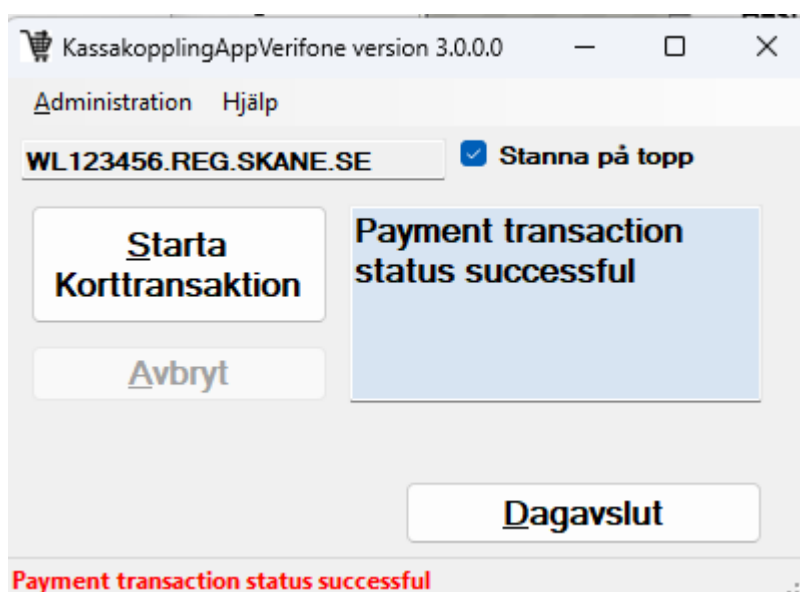 KassakopplingAppVerifone version 3.0.0.0
Administration Hjälp
WL123456.REG.SKANE.SE
Stanna på topp
Starta
Korttransaktion
Payment transaction
status successful
Avbryt
Dagavslut
Payment transaction status successful